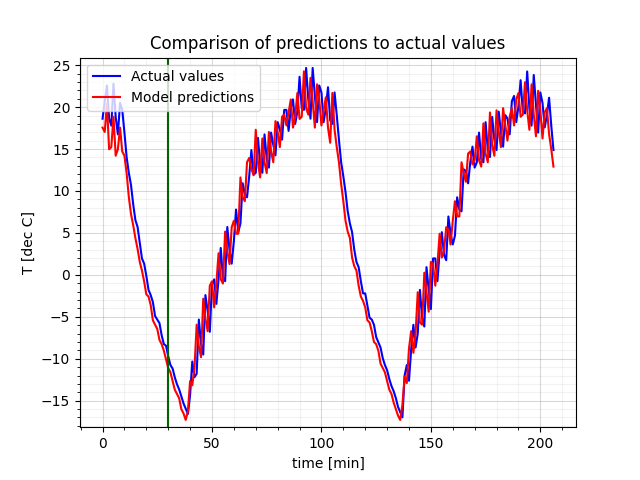 Comparison of predictions to actual values
Actual values
Model predictions
T [dec C]
25
20
15
10
5
0
−5
−10
−15
0
50
100
150
200
time [min]